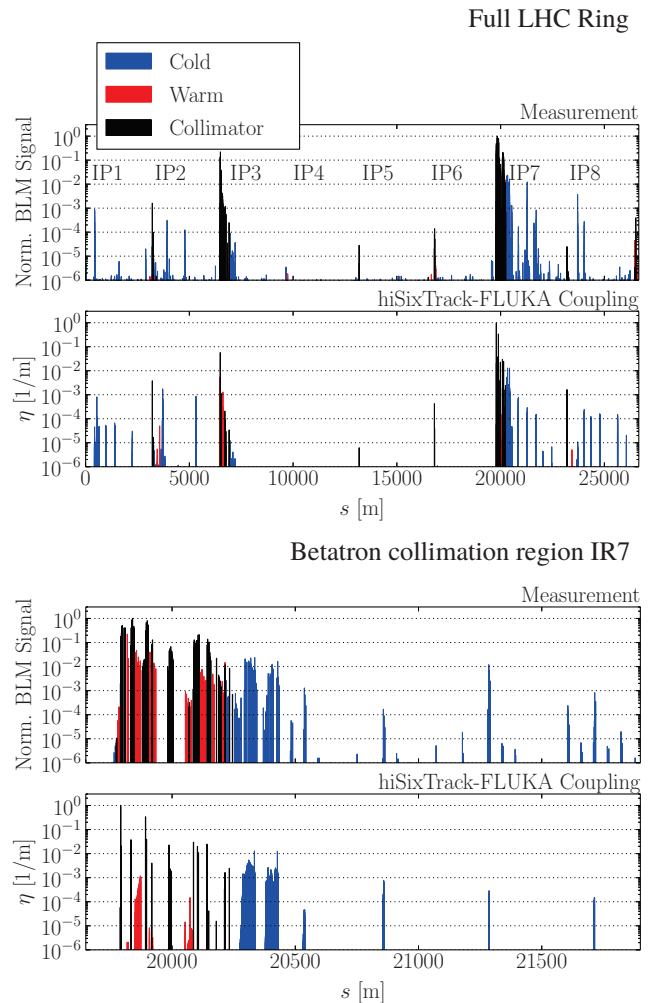 Full LHC Ring
Cold
Warm
Collimator
Measurement
Norm. BLM Signal
10^0
10^-1
10^-2
10^-3
10^-4
10^-5
10^-6
IP1 IP2 IP3 IP4 IP5 IP6 IP7 IP8
hiSixTrack-FLUKA Coupling
η [1/m]
10^0
10^-1
10^-2
10^-3
10^-4
10^-5
10^-6
0 5000 10000 15000 20000 25000
s [m]
Betatron collimation region IR7
Measurement
Norm. BLM Signal
10^0
10^-1
10^-2
10^-3
10^-4
10^-5
10^-6
hiSixTrack-FLUKA Coupling
η [1/m]
10^0
10^-1
10^-2
10^-3
10^-4
10^-5
10^-6
20000 20500 21000 21500
s [m]